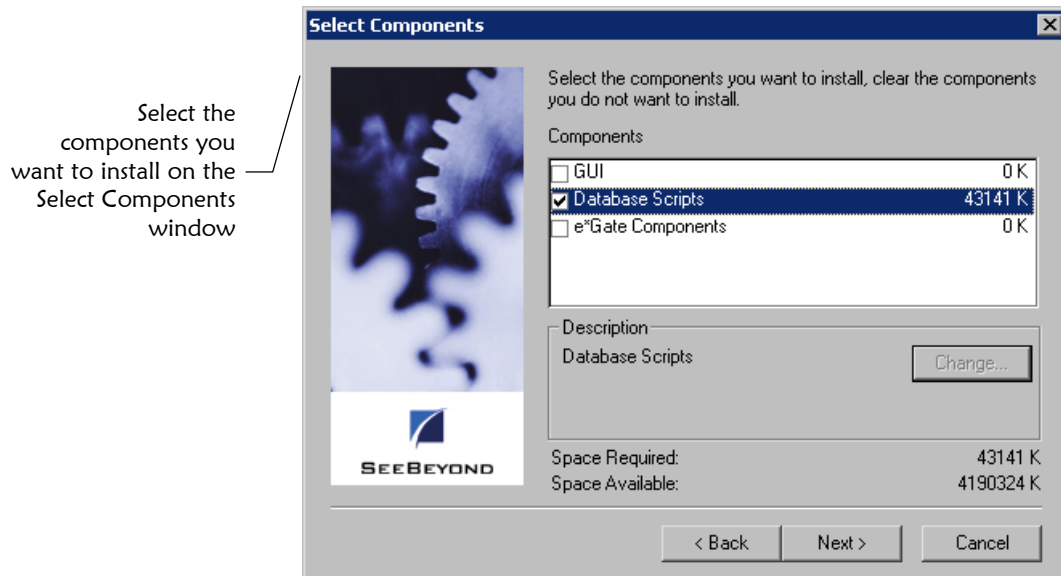 Select Components
Select the
components you
want to install on the
Select Components
window
Select the components you want to install, clear the components
you do not want to install.
Components
GUI 0 K
Database Scripts 43141 K
e*Gate Components 0 K
Description
Database Scripts
Change...
SEEBEYOND
Space Required: 43141 K
Space Available: 4190324 K
< Back
Next >
Cancel